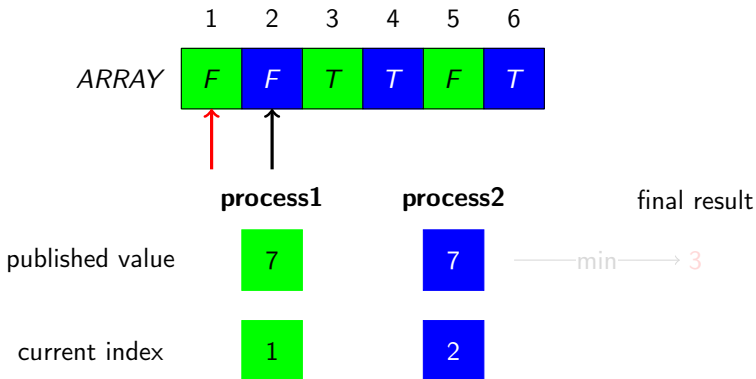 1 2 3 4 5 6
ARRAY F F T T F T
process1 process2 final result
published value 7 7 min 3
current index 1 2